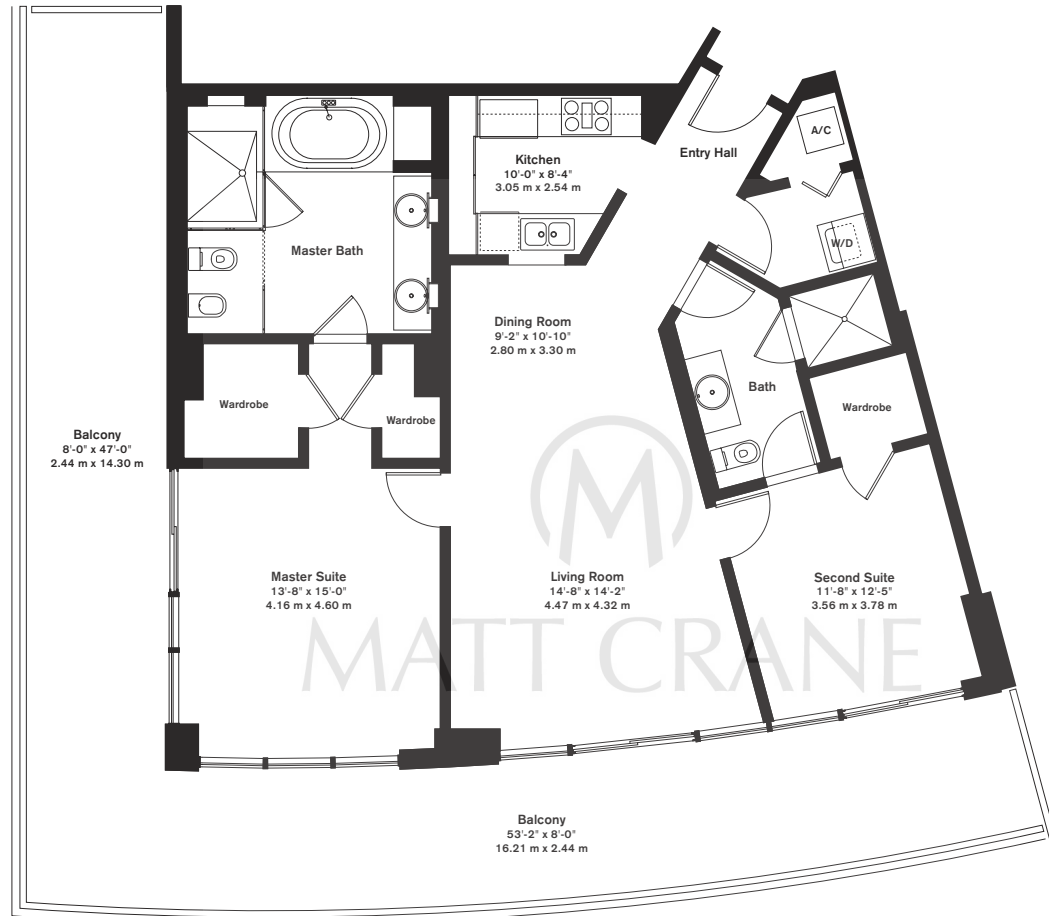 A/C
Entry Hall
Kitchen
10'-0" x 8'-4"
3.05 m x 2.54 m
W/D
Master Bath
Dining Room
9'-2" x 10'-10"
2.80 m x 3.30 m
Bath
Wardrobe
Wardrobe
Wardrobe
Balcony
8'-0" x 47'-0"
2.44 m x 14.30 m
M
Master Suite
13'-8" x 15'-0"
4.16 m x 4.60 m
Living Room
14'-8" x 14'-2"
4.47 m x 4.32 m
Second Suite
11'-8" x 12'-5"
3.56 m x 3.78 m
MATT CRANE
Balcony
53'-2" x 8'-0"
16.21 m x 2.44 m